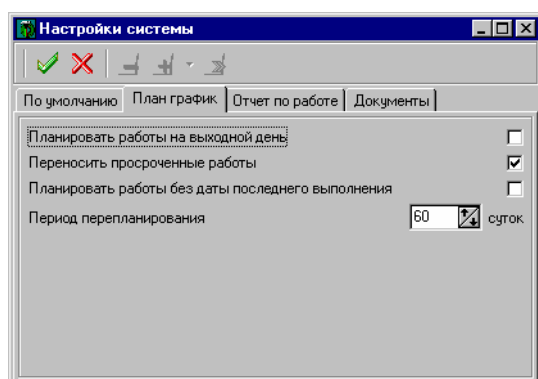 Настройки системы
По умолчанию План график Отчет по работе Документы
Планировать работы на выходной день
Переносить просроченные работы
Планировать работы без даты последнего выполнения
Период перепланирования 60 суток